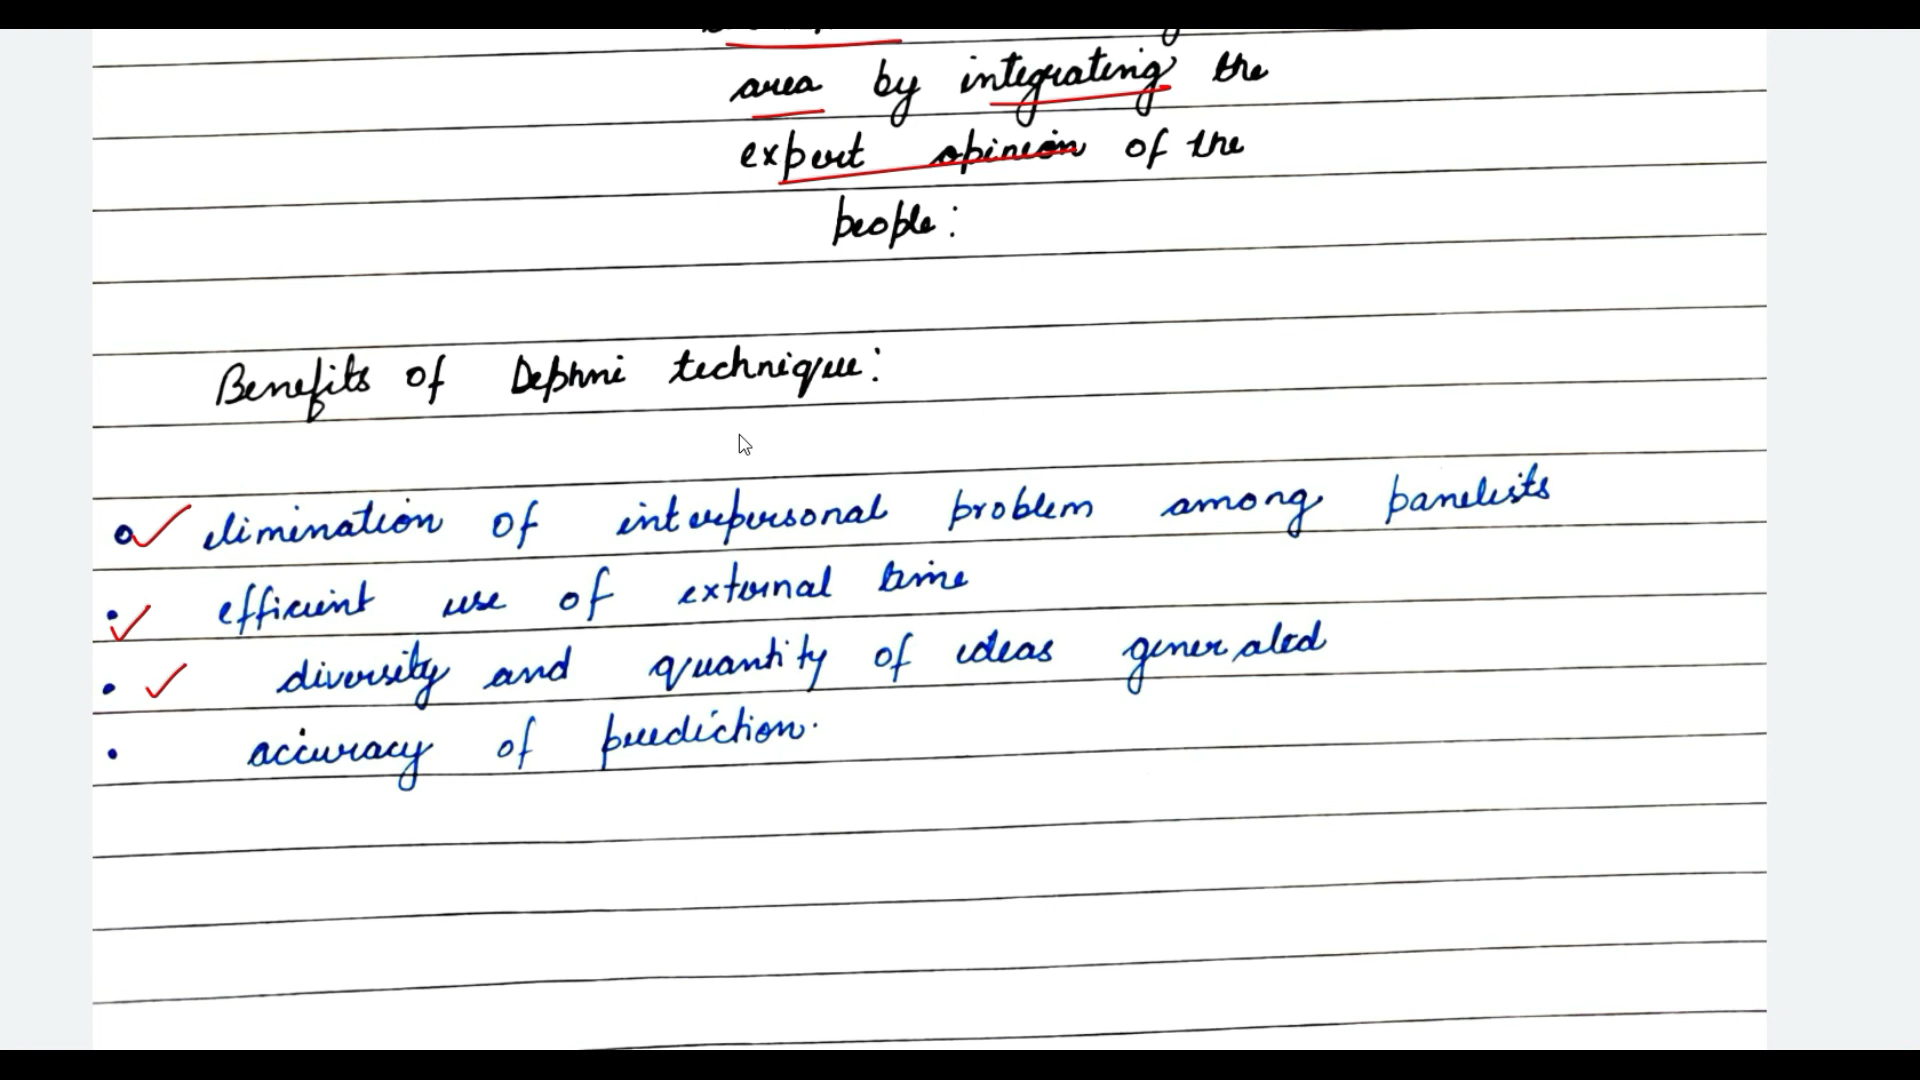 area by integrating the
expert opinion of the
people:
Benefits of Dephni technique:
• elimination of interpersonal problem among panelists
• efficient use of external time
• diversity and quantity of ideas generated
• accuracy of prediction.